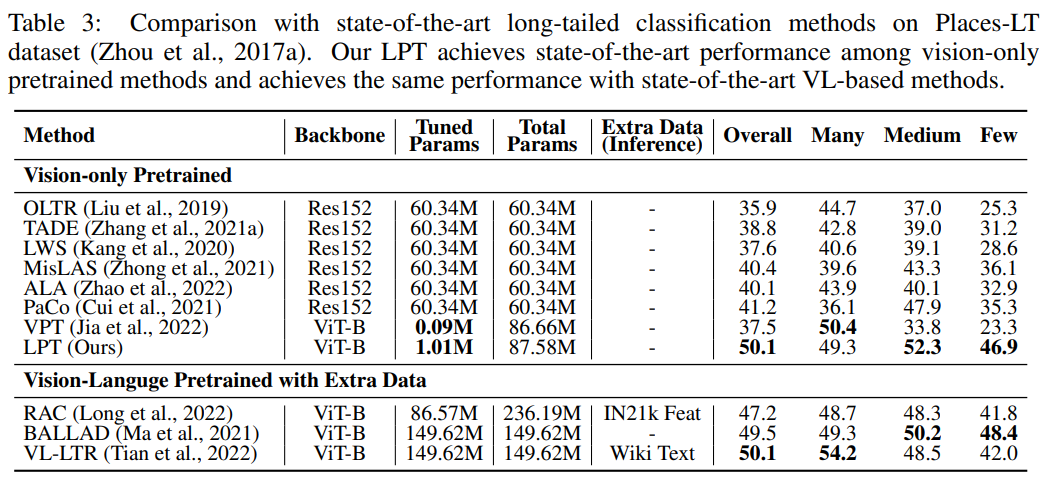 Table 3: Comparison with state-of-the-art long-tailed classification methods on Places-LT
dataset (Zhou et al., 2017a). Our LPT achieves state-of-the-art performance among vision-only
pretrained methods and achieves the same performance with state-of-the-art VL-based methods.
Method Backbone Tuned Params Total Params Extra Data (Inference) Overall Many Medium Few
Vision-only Pretrained
OLTR (Liu et al., 2019) Res152 60.34M 60.34M - 35.9 44.7 37.0 25.3
TADE (Zhang et al., 2021a) Res152 60.34M 60.34M - 38.8 42.8 39.0 31.2
LWS (Kang et al., 2020) Res152 60.34M 60.34M - 37.6 40.6 39.1 28.6
MisLAS (Zhong et al., 2021) Res152 60.34M 60.34M - 40.4 39.6 43.3 36.1
ALA (Zhao et al., 2022) Res152 60.34M 60.34M - 40.1 43.9 40.1 32.9
PaCo (Cui et al., 2021) Res152 60.34M 60.34M - 41.2 36.1 47.9 35.3
VPT (Jia et al., 2022) ViT-B 0.09M 86.66M - 37.5 50.4 33.8 23.3
LPT (Ours) ViT-B 1.01M 87.58M - 50.1 49.3 52.3 46.9
Vision-Languge Pretrained with Extra Data
RAC (Long et al., 2022) ViT-B 86.57M 236.19M IN21k Feat 47.2 48.7 48.3 41.8
BALLAD (Ma et al., 2021) ViT-B 149.62M 149.62M - 49.5 49.3 50.2 48.4
VL-LTR (Tian et al., 2022) ViT-B 149.62M 149.62M Wiki Text 50.1 54.2 48.5 42.0